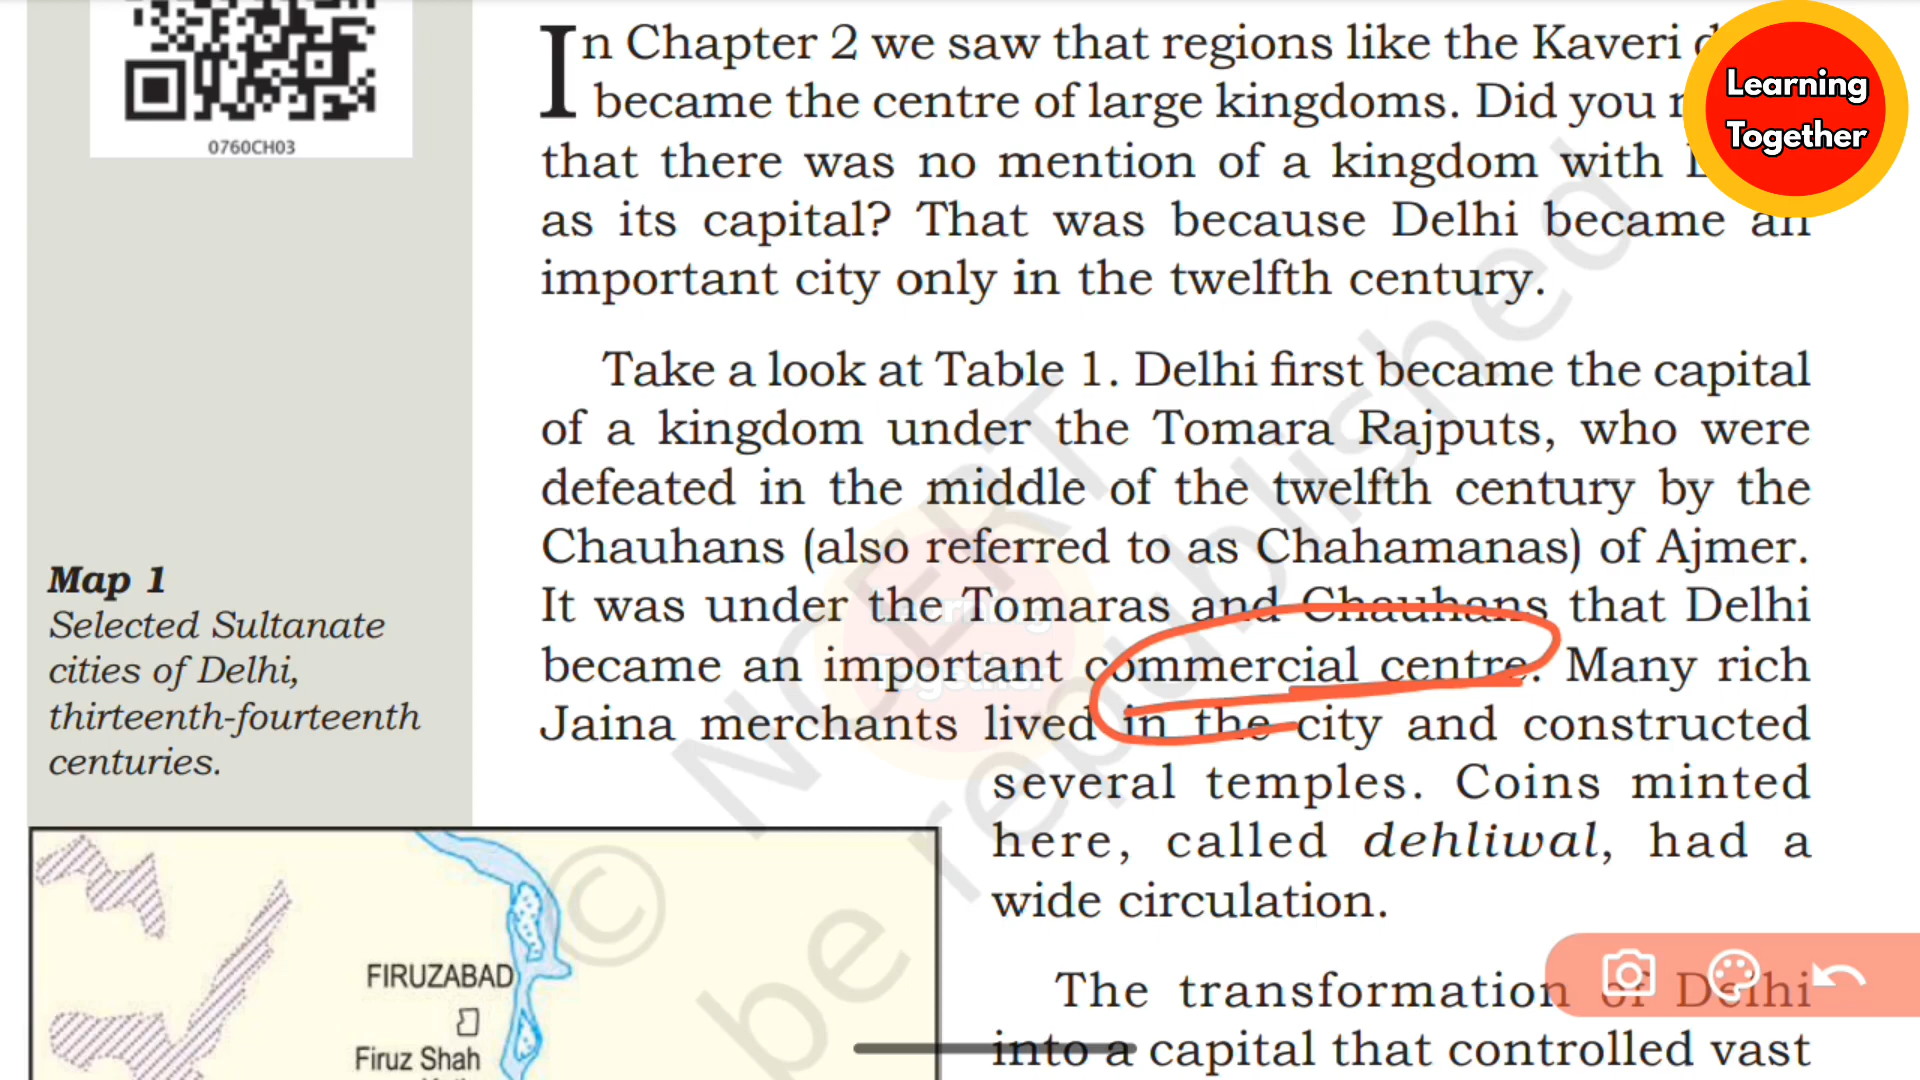 0760CH03
Map 1
Selected Sultanate
cities of Delhi,
thirteenth-fourteenth
centuries.
In Chapter 2 we saw that regions like the Kaveri
became the centre of large kingdoms. Did you
that there was no mention of a kingdom with
as its capital? That was because Delhi became an
important city only in the twelfth century.
Take a look at Table 1. Delhi first became the capital
of a kingdom under the Tomara Rajputs, who were
defeated in the middle of the twelfth century by the
Chauhans (also referred to as Chahamanas) of Ajmer.
It was under the Tomaras and Chauhans that Delhi
became an important commercial centre. Many rich
Jaina merchants lived in the city and constructed
several temples. Coins minted
here, called dehliwal, had a
wide circulation.
The transformation of Delhi
into a capital that controlled vast
FIRUZABAD
Firuz Shah
Learning
Together
© NCERT
be republished
Learning
Together